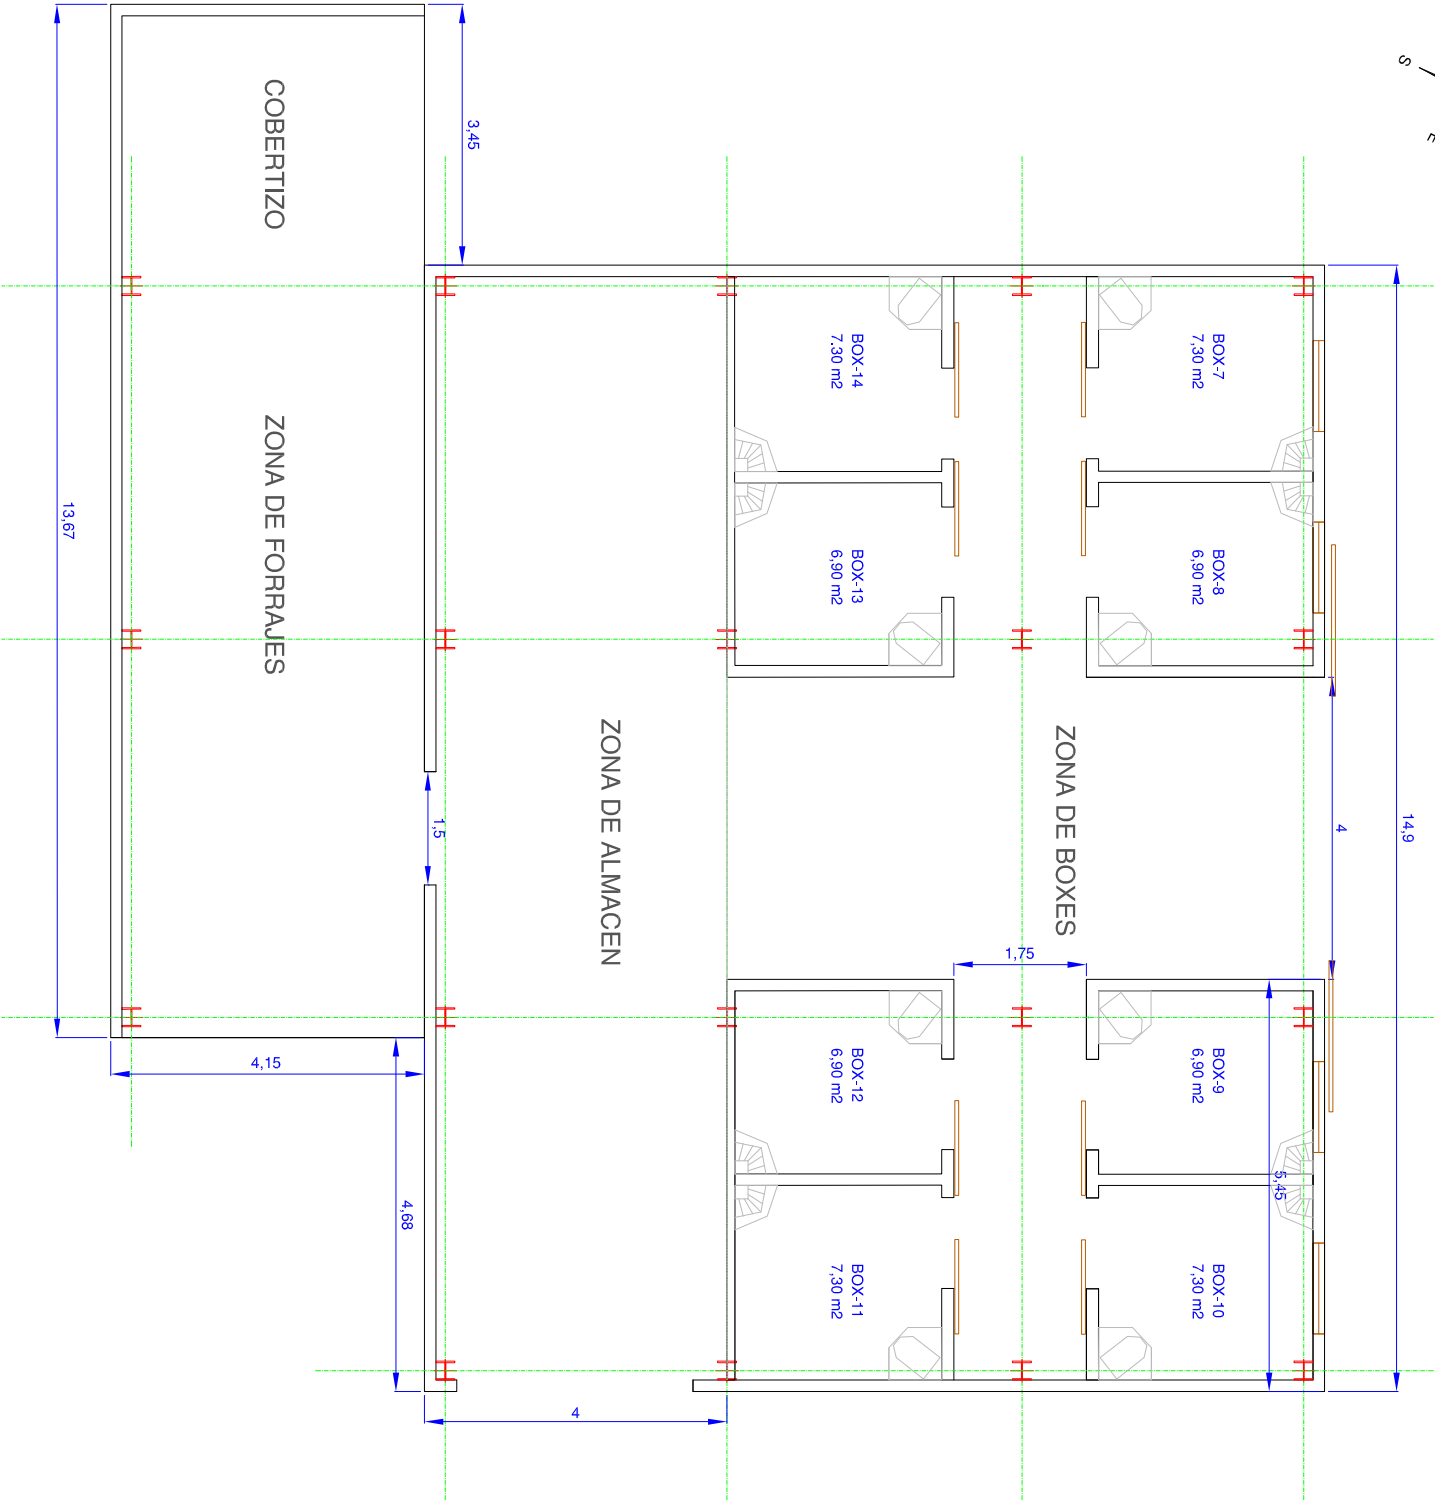 COBERTIZO
ZONA DE FORRAJES
ZONA DE ALMACEN
ZONA DE BOXES
BOX-14
7.30 m2
BOX-7
7,30 m2
BOX-13
6,90 m2
BOX-8
6,90 m2
BOX-12
6,90 m2
BOX-9
6,90 m2
BOX-11
7,30 m2
BOX-10
7,30 m2
3,45
13,67
1,5
4
14,9
1,75
4,15
4,68
5,45
4
S